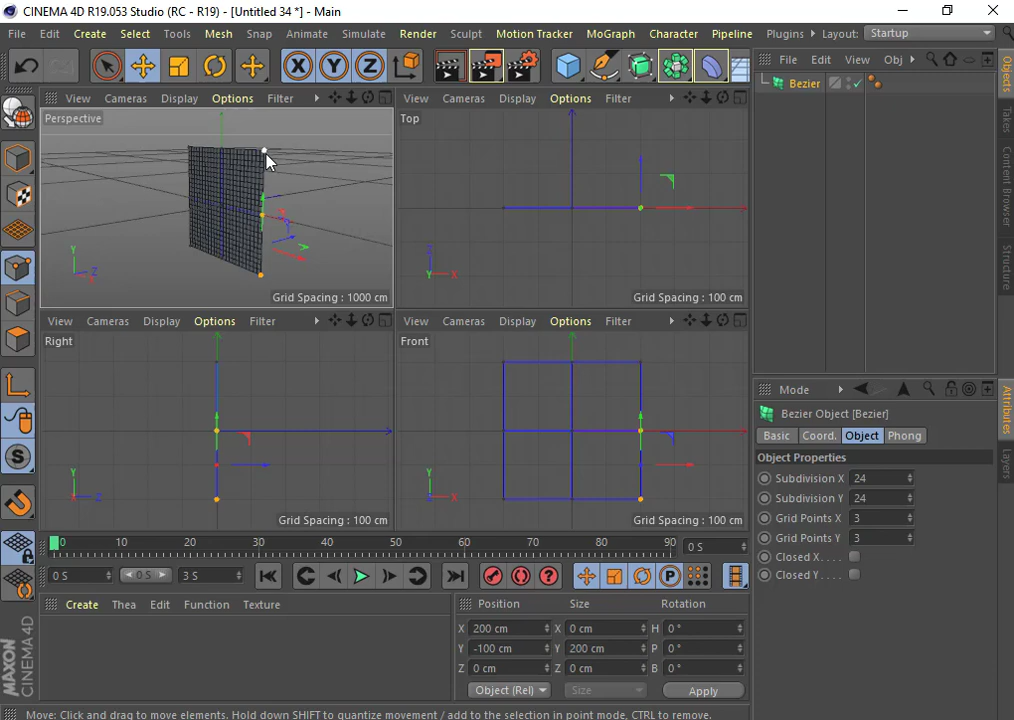 CINEMA 4D R19.053 Studio (RC - R19) - [Untitled 34 *] - Main
File Edit Create Select Tools Mesh Snap Animate Simulate Render Sculpt Motion Tracker MoGraph Character Pipeline Plugins Layout: Startup
X Y Z
File Edit View Obj
Bezier
View Cameras Display Options Filter
Perspective
Y Z X
Grid Spacing : 1000 cm
View Cameras Display Options Filter
Top
Z Y X
Grid Spacing : 100 cm
View Cameras Display Options Filter
Right
Y X Z
Grid Spacing : 100 cm
View Cameras Display Options Filter
Front
Y Z X
Grid Spacing : 100 cm
Objects
Takes
Content Browser
Structure
Mode
Bezier Object [Bezier]
Basic Coord. Object Phong
Object Properties
Subdivision X 24
Subdivision Y 24
Grid Points X 3
Grid Points Y 3
Closed X. . . .
Closed Y. . . .
Attributes
Layers
0 10 20 30 40 50 60 70 80 90 0 S
0 S 0 S 3 S
P
Create Thea Edit Function Texture
Position Size Rotation
X 200 cm X 0 cm H 0 °
Y -100 cm Y 200 cm P 0 °
Z 0 cm Z 0 cm B 0 °
Object (Rel) Size Apply
MAXON CINEMA 4D
Move: Click and drag to move elements. Hold down SHIFT to quantize movement / add to the selection in point mode, CTRL to remove.